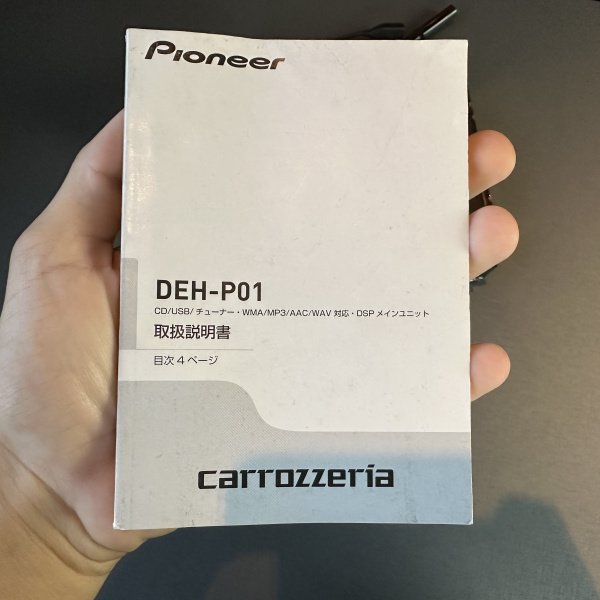 Pioneer
DEH-P01
CD/USB/チューナー・WMA/MP3/AAC/WAV 対応・DSP メインユニット
取扱説明書
目次 4 ページ
carrozzeria